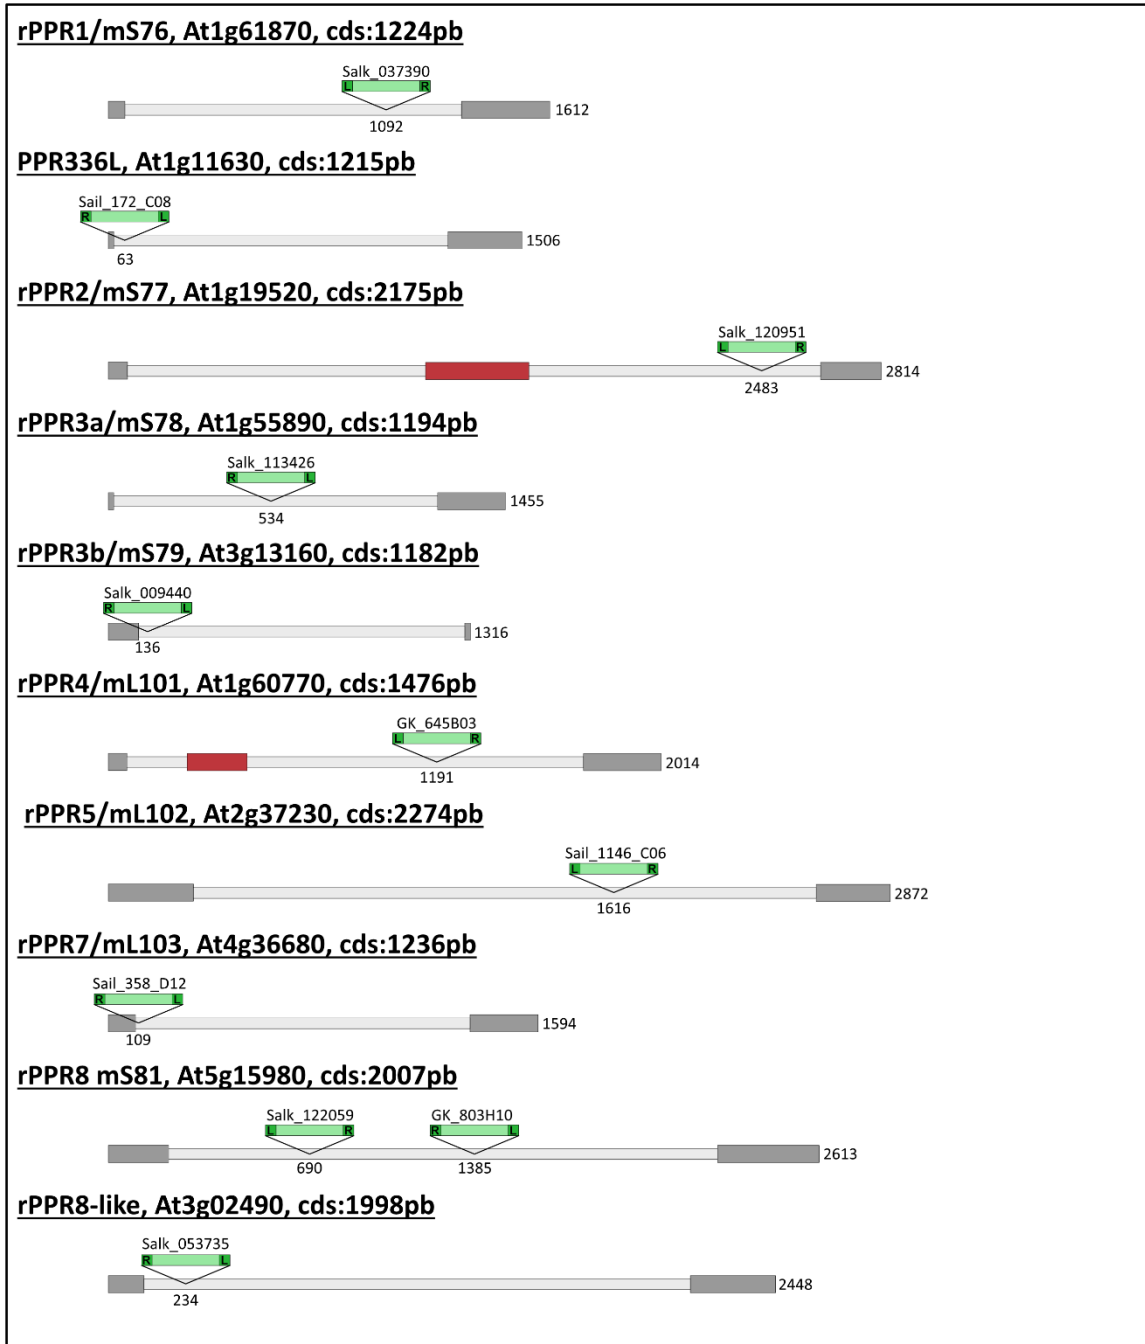 rPPR1/mS76, At1g61870, cds:1224pb
Salk_037390
L R
1612
1092
PPR336L, At1g11630, cds:1215pb
Sail_172_C08
R L
1506
63
rPPR2/mS77, At1g19520, cds:2175pb
Salk_120951
L R
2814
2483
rPPR3a/mS78, At1g55890, cds:1194pb
Salk_113426
R L
1455
534
rPPR3b/mS79, At3g13160, cds:1182pb
Salk_009440
R L
1316
136
rPPR4/mL101, At1g60770, cds:1476pb
GK_645B03
L R
2014
1191
rPPR5/mL102, At2g37230, cds:2274pb
Sail_1146_C06
L R
2872
1616
rPPR7/mL103, At4g36680, cds:1236pb
Sail_358_D12
R L
1594
109
rPPR8 mS81, At5g15980, cds:2007pb
Salk_122059 GK_803H10
L R R L
2613
690 1385
rPPR8-like, At3g02490, cds:1998pb
Salk_053735
R L
2448
234